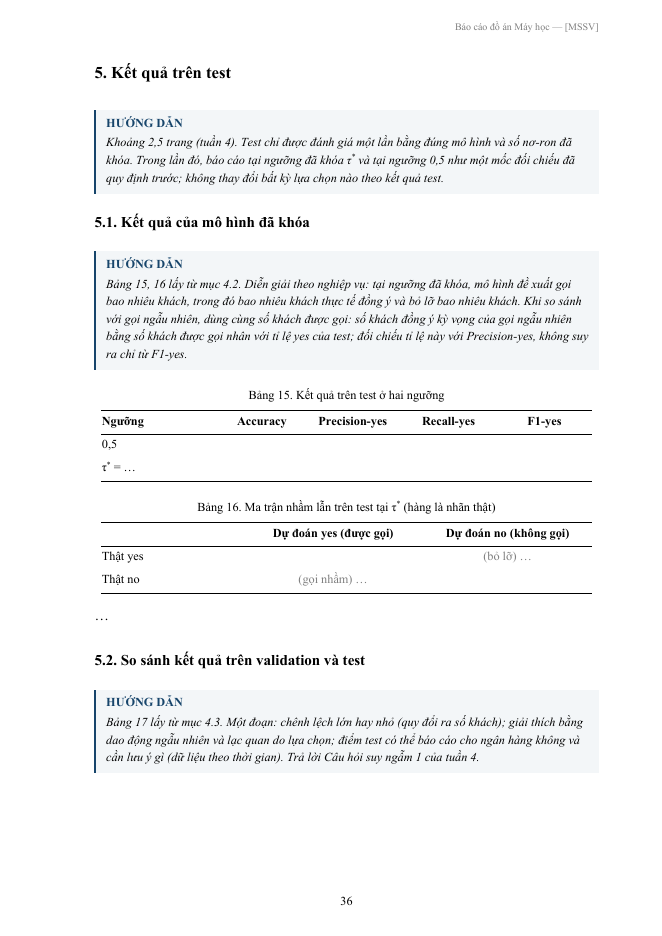 Báo cáo đồ án Máy học — [MSSV]
5. Kết quả trên test
HƯỚNG DẪN
Khoảng 2,5 trang (tuần 4). Test chỉ được đánh giá một lần bằng đúng mô hình và số nơ-ron đã
khóa. Trong lần đó, báo cáo tại ngưỡng đã khóa τ* và tại ngưỡng 0,5 như một mốc đối chiếu đã
quy định trước; không thay đổi bất kỳ lựa chọn nào theo kết quả test.
5.1. Kết quả của mô hình đã khóa
HƯỚNG DẪN
Bảng 15, 16 lấy từ mục 4.2. Diễn giải theo nghiệp vụ: tại ngưỡng đã khóa, mô hình đề xuất gọi
bao nhiêu khách, trong đó bao nhiêu khách thực tế đồng ý và bỏ lỡ bao nhiêu khách. Khi so sánh
với gọi ngẫu nhiên, dùng cùng số khách được gọi: số khách đồng ý kỳ vọng của gọi ngẫu nhiên
bằng số khách được gọi nhân với tỉ lệ yes của test; đối chiếu tỉ lệ này với Precision-yes, không suy
ra chỉ từ F1-yes.
Bảng 15. Kết quả trên test ở hai ngưỡng
Ngưỡng Accuracy Precision-yes Recall-yes F1-yes
0,5
τ* = …
Bảng 16. Ma trận nhầm lẫn trên test tại τ* (hàng là nhãn thật)
Dự đoán yes (được gọi) Dự đoán no (không gọi)
Thật yes (bỏ lỡ) …
Thật no (gọi nhầm) …
…
5.2. So sánh kết quả trên validation và test
HƯỚNG DẪN
Bảng 17 lấy từ mục 4.3. Một đoạn: chênh lệch lớn hay nhỏ (quy đổi ra số khách); giải thích bằng
dao động ngẫu nhiên và lạc quan do lựa chọn; điểm test có thể báo cáo cho ngân hàng không và
cần lưu ý gì (dữ liệu theo thời gian). Trả lời Câu hỏi suy ngẫm 1 của tuần 4.
36